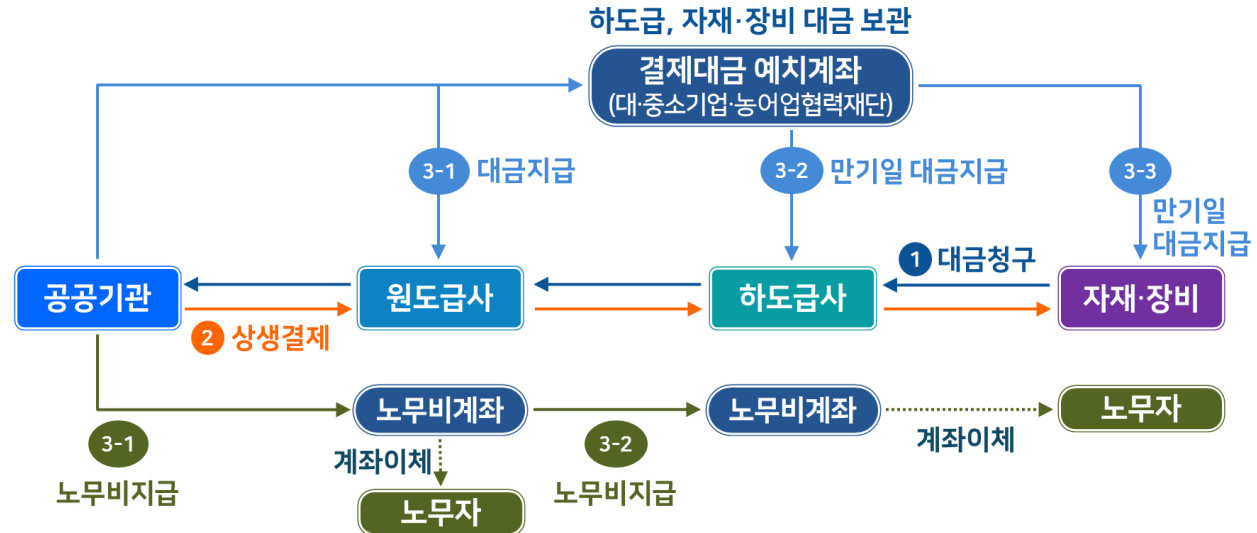 하도급, 자재·장비 대금 보관
결제대금 예치계좌
(대·중소기업·농어업협력재단)
3-1 대금지급
3-2 만기일 대금지급
3-3
만기일
대금지급
1 대금청구
공공기관
원도급사
하도급사
자재·장비
2 상생결제
노무비계좌
노무비계좌
노무자
3-1
계좌이체
3-2
계좌이체
노무비지급
노무비지급
노무자